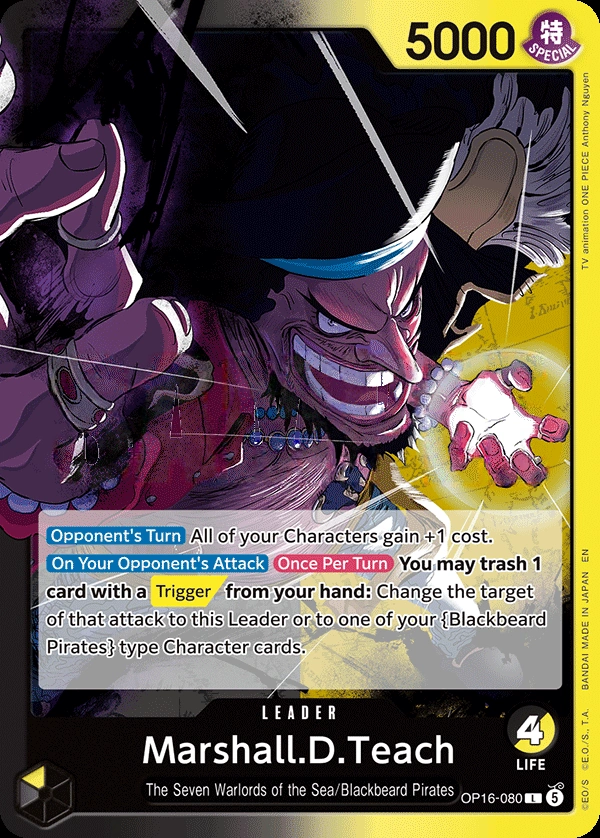 5000
特
SPECIAL
TV animation ONE PIECE Anthony Nguyen
Opponent's Turn All of your Characters gain +1 cost.
On Your Opponent's Attack Once Per Turn You may trash 1
card with a Trigger from your hand: Change the target
of that attack to this Leader or to one of your {Blackbeard
Pirates} type Character cards.
LEADER
Marshall.D.Teach
4
LIFE
The Seven Warlords of the Sea/Blackbeard Pirates
OP16-080 L 5
©EO/S ©E.O./S., T.A. BANDAI MADE IN JAPAN EN